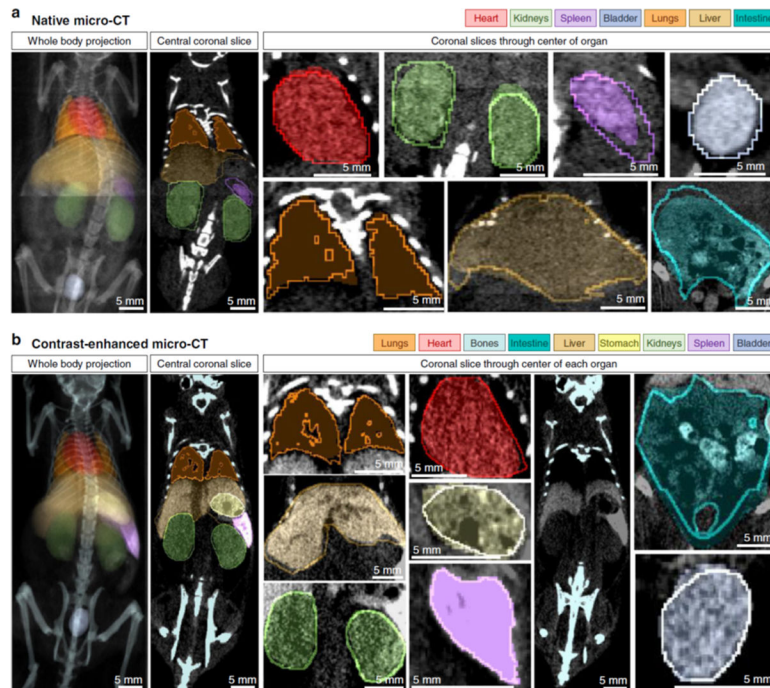 a
Native micro-CT
Heart Kidneys Spleen Bladder Lungs Liver Intestine
Whole body projection Central coronal slice Coronal slices through center of organ
5 mm 5 mm 5 mm 5 mm
5 mm 5 mm 5 mm 5 mm 5 mm
b
Contrast-enhanced micro-CT
Lungs Heart Bones Intestine Liver Stomach Kidneys Spleen Bladder
Whole body projection Central coronal slice Coronal slice through center of each organ
5 mm 5 mm
5 mm 5 mm 5 mm
5 mm 5 mm 5 mm 5 mm 5 mm 5 mm